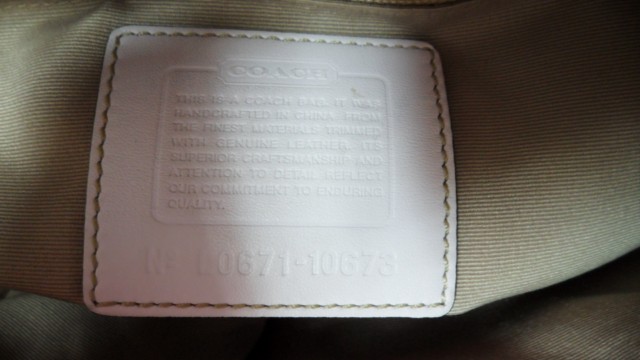 COACH
THIS IS A COACH BAG. IT WAS
HANDCRAFTED IN CHINA FROM
THE FINEST MATERIALS TRIMMED
WITH GENUINE LEATHER. ITS
SUPERIOR CRAFTSMANSHIP AND
ATTENTION TO DETAIL REFLECT
OUR COMMITMENT TO ENDURING
QUALITY.
Nº L0671-10673